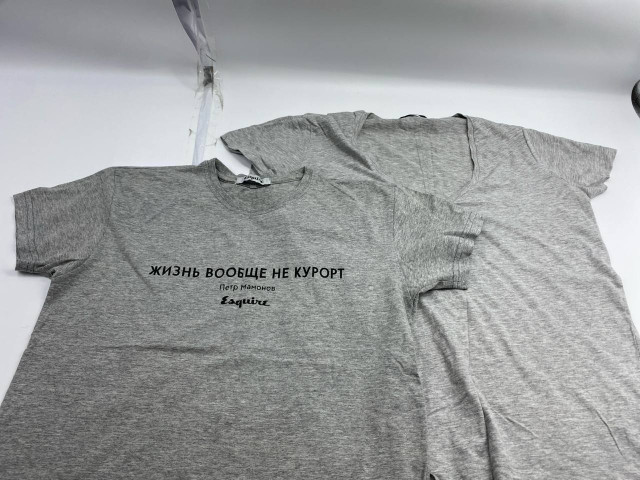 ЖИЗНЬ ВООБЩЕ НЕ КУРОРТ
Петр Мамонов
Esquire